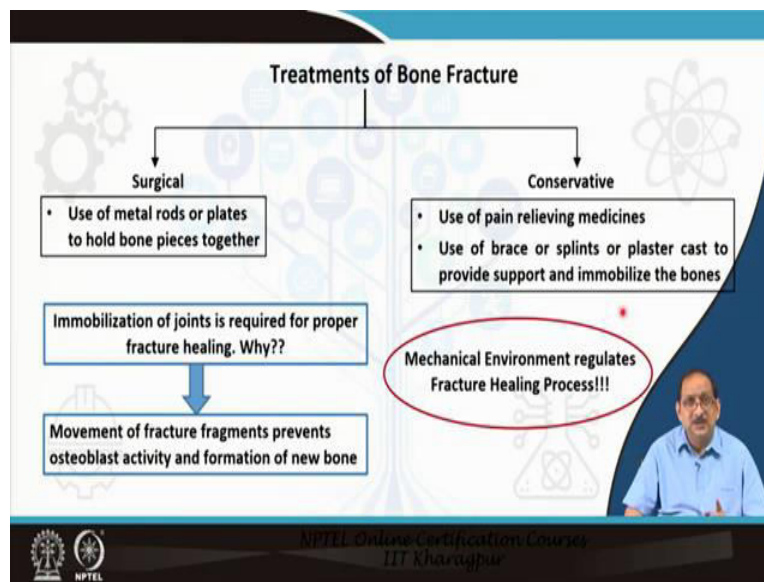 Treatments of Bone Fracture
Surgical
• Use of metal rods or plates
to hold bone pieces together
Conservative
• Use of pain relieving medicines
• Use of brace or splints or plaster cast to
provide support and immobilize the bones
Immobilization of joints is required for proper
fracture healing. Why??
Mechanical Environment regulates
Fracture Healing Process!!!
Movement of fracture fragments prevents
osteoblast activity and formation of new bone
NPTEL
NPTEL Online Certification Courses
IIT Kharagpur